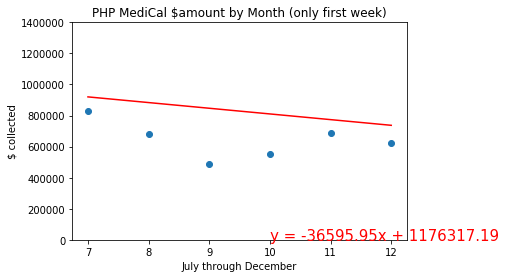 PHP MediCal $amount by Month (only first week)
1400000
1200000
1000000
800000
600000
400000
200000
0
$ collected
7 8 9 10 11 12
y = -36595.95x + 1176317.19
July through December